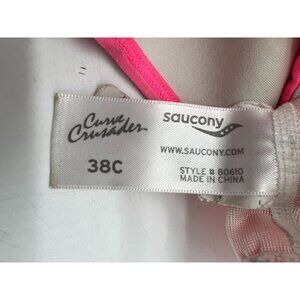 Curve
Crusader
38C
saucony
WWW.SAUCONY.COM
STYLE # 80610
MADE IN CHINA